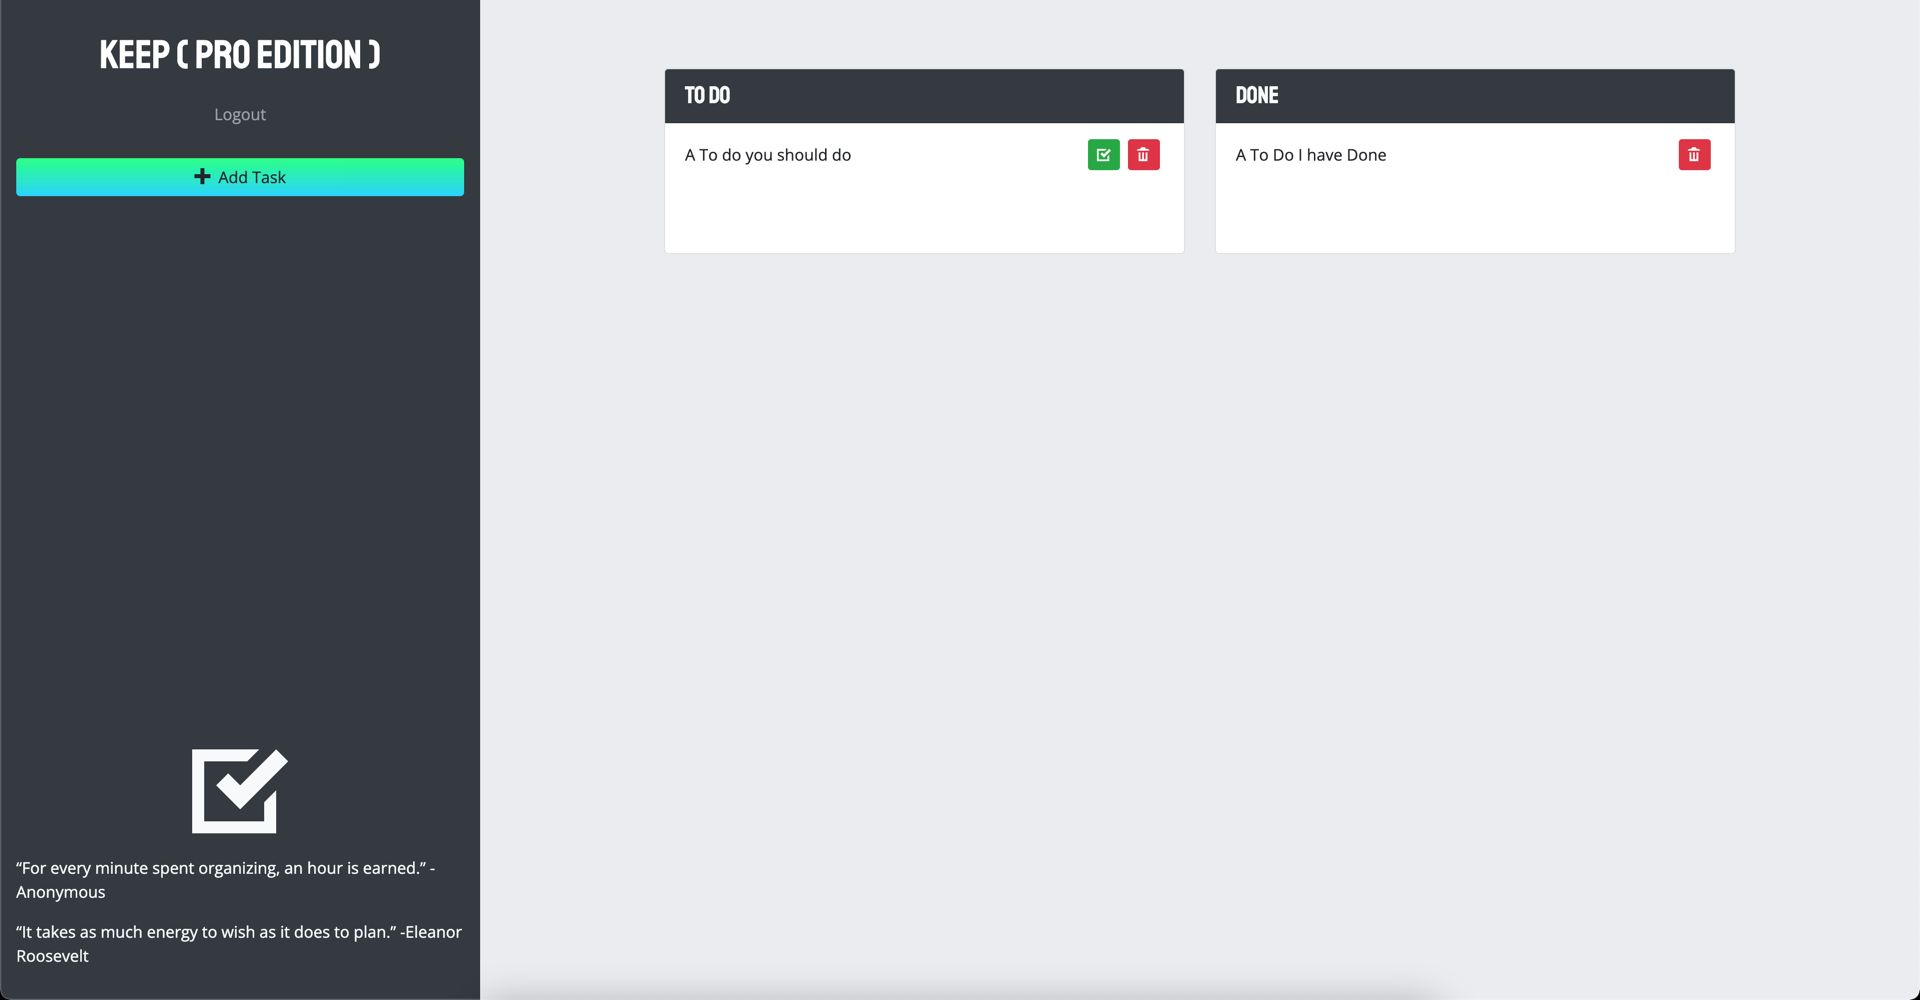 KEEP ( PRO EDITION )
Logout
Add Task
“For every minute spent organizing, an hour is earned.” -
Anonymous
“It takes as much energy to wish as it does to plan.” -Eleanor
Roosevelt
TO DO
A To do you should do
DONE
A To Do I have Done